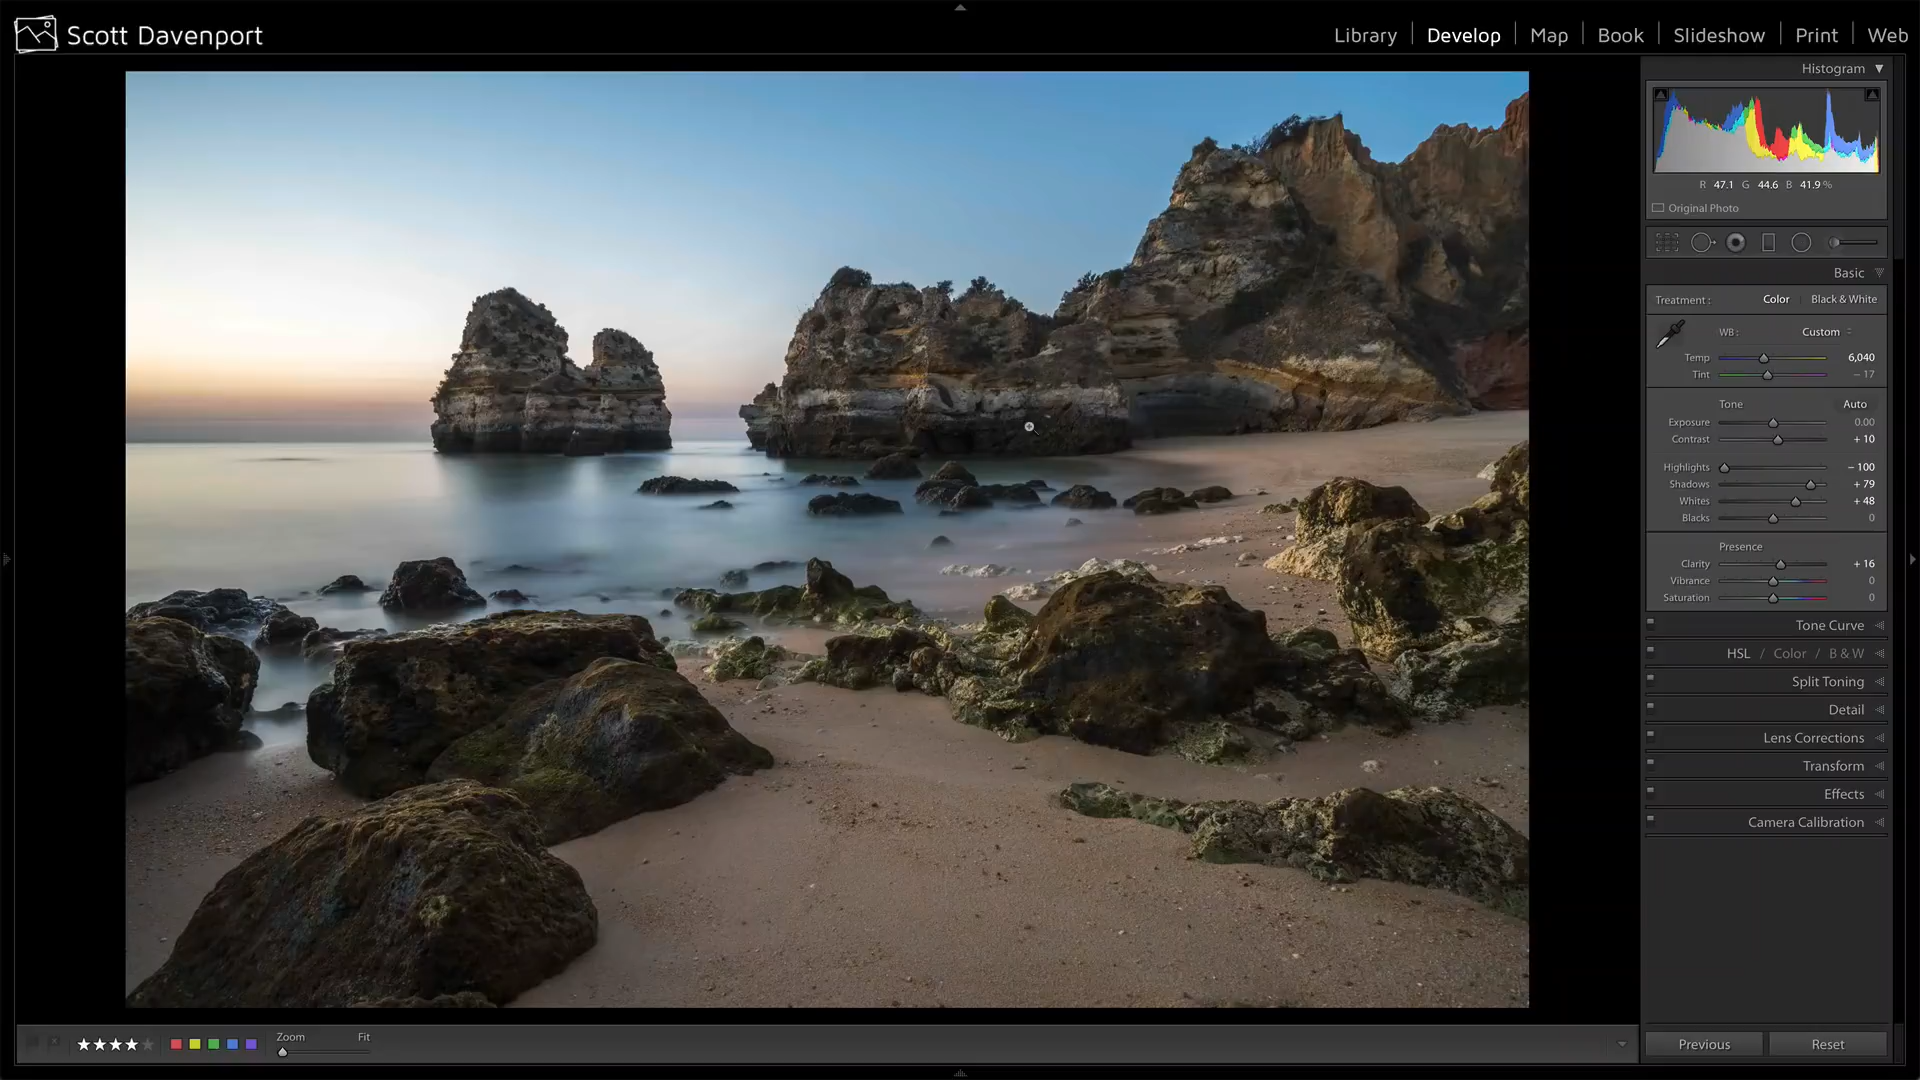 Scott Davenport
Library Develop Map Book Slideshow Print Web
Histogram
R 47.1 G 44.6 B 41.9 %
Original Photo
Basic
Treatment : Color Black & White
WB : Custom
Temp 6,040
Tint - 17
Tone Auto
Exposure 0.00
Contrast + 10
Highlights - 100
Shadows + 79
Whites + 48
Blacks 0
Presence
Clarity + 16
Vibrance 0
Saturation 0
Tone Curve
HSL / Color / B & W
Split Toning
Detail
Lens Corrections
Transform
Effects
Camera Calibration
Zoom Fit
Previous Reset